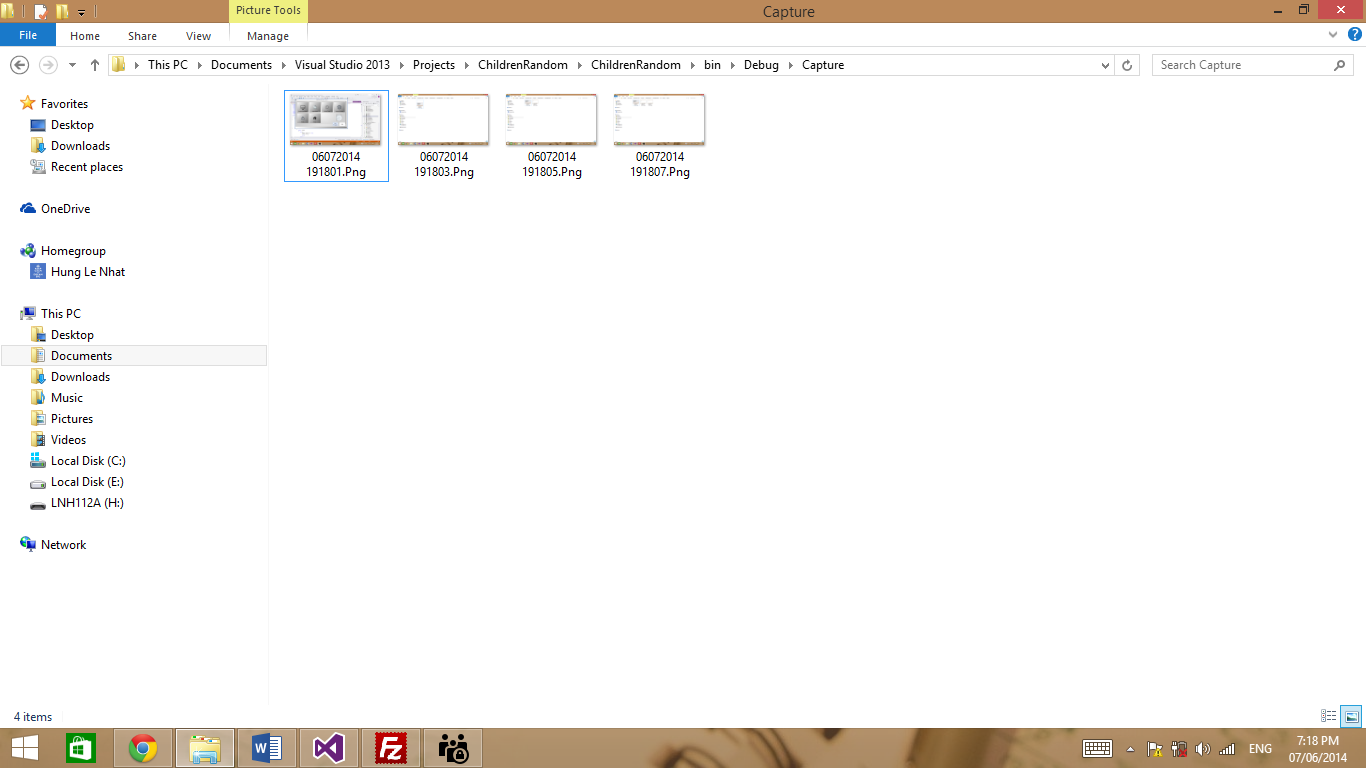 Picture Tools
Capture
File
Home
Share
View
Manage
This PC
Documents
Visual Studio 2013
Projects
ChildrenRandom
ChildrenRandom
bin
Debug
Capture
Search Capture
Favorites
Desktop
Downloads
Recent places
OneDrive
Homegroup
Hung Le Nhat
This PC
Desktop
Documents
Downloads
Music
Pictures
Videos
Local Disk (C:)
Local Disk (E:)
LNH112A (H:)
Network
06072014
191801.Png
06072014
191803.Png
06072014
191805.Png
06072014
191807.Png
4 items
ENG
7:18 PM
07/06/2014